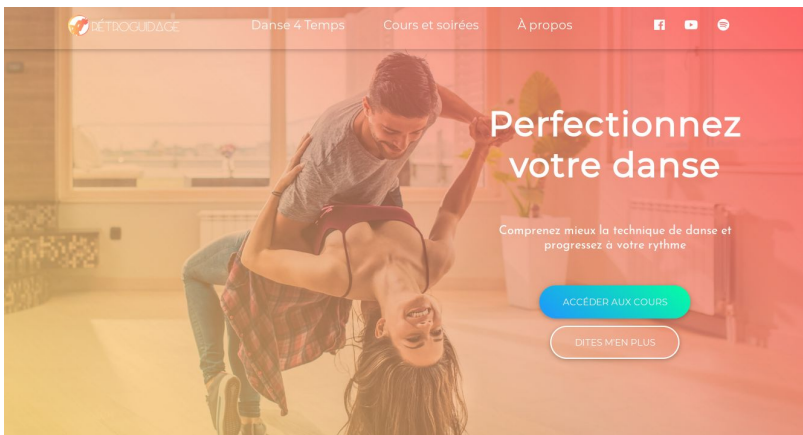 RÉTROGUIDAGE
Danse 4 Temps
Cours et soirées
À propos
Perfectionnez
votre danse
Comprenez mieux la technique de danse et
progressez à votre rythme
ACCÉDER AUX COURS
DITES M'EN PLUS